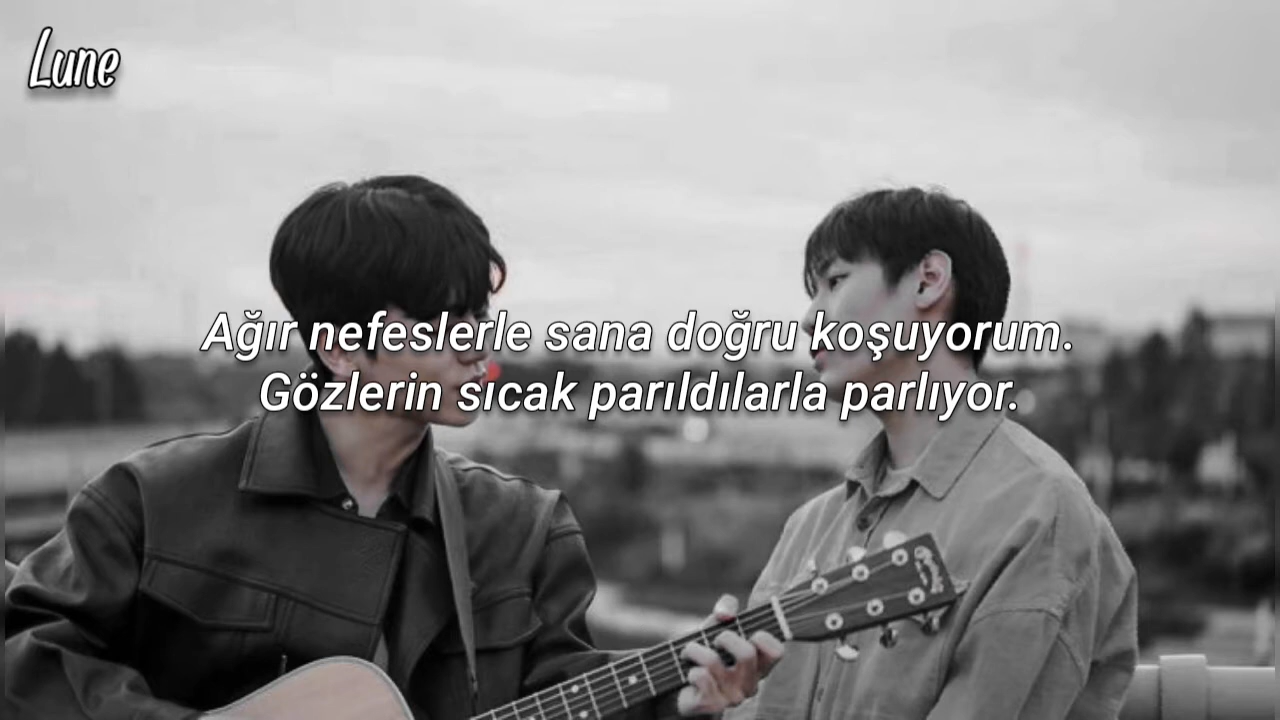 Lune
Ağır nefeslerle sana doğru koşuyorum.
Gözlerin sıcak parıldılarla parlıyor.